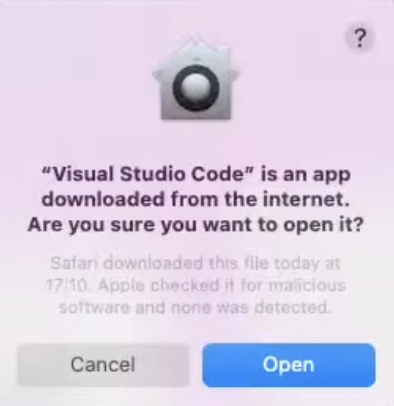 ?
“Visual Studio Code” is an app
downloaded from the internet.
Are you sure you want to open it?
Safari downloaded this file today at
17:10. Apple checked it for malicious
software and none was detected.
Cancel
Open